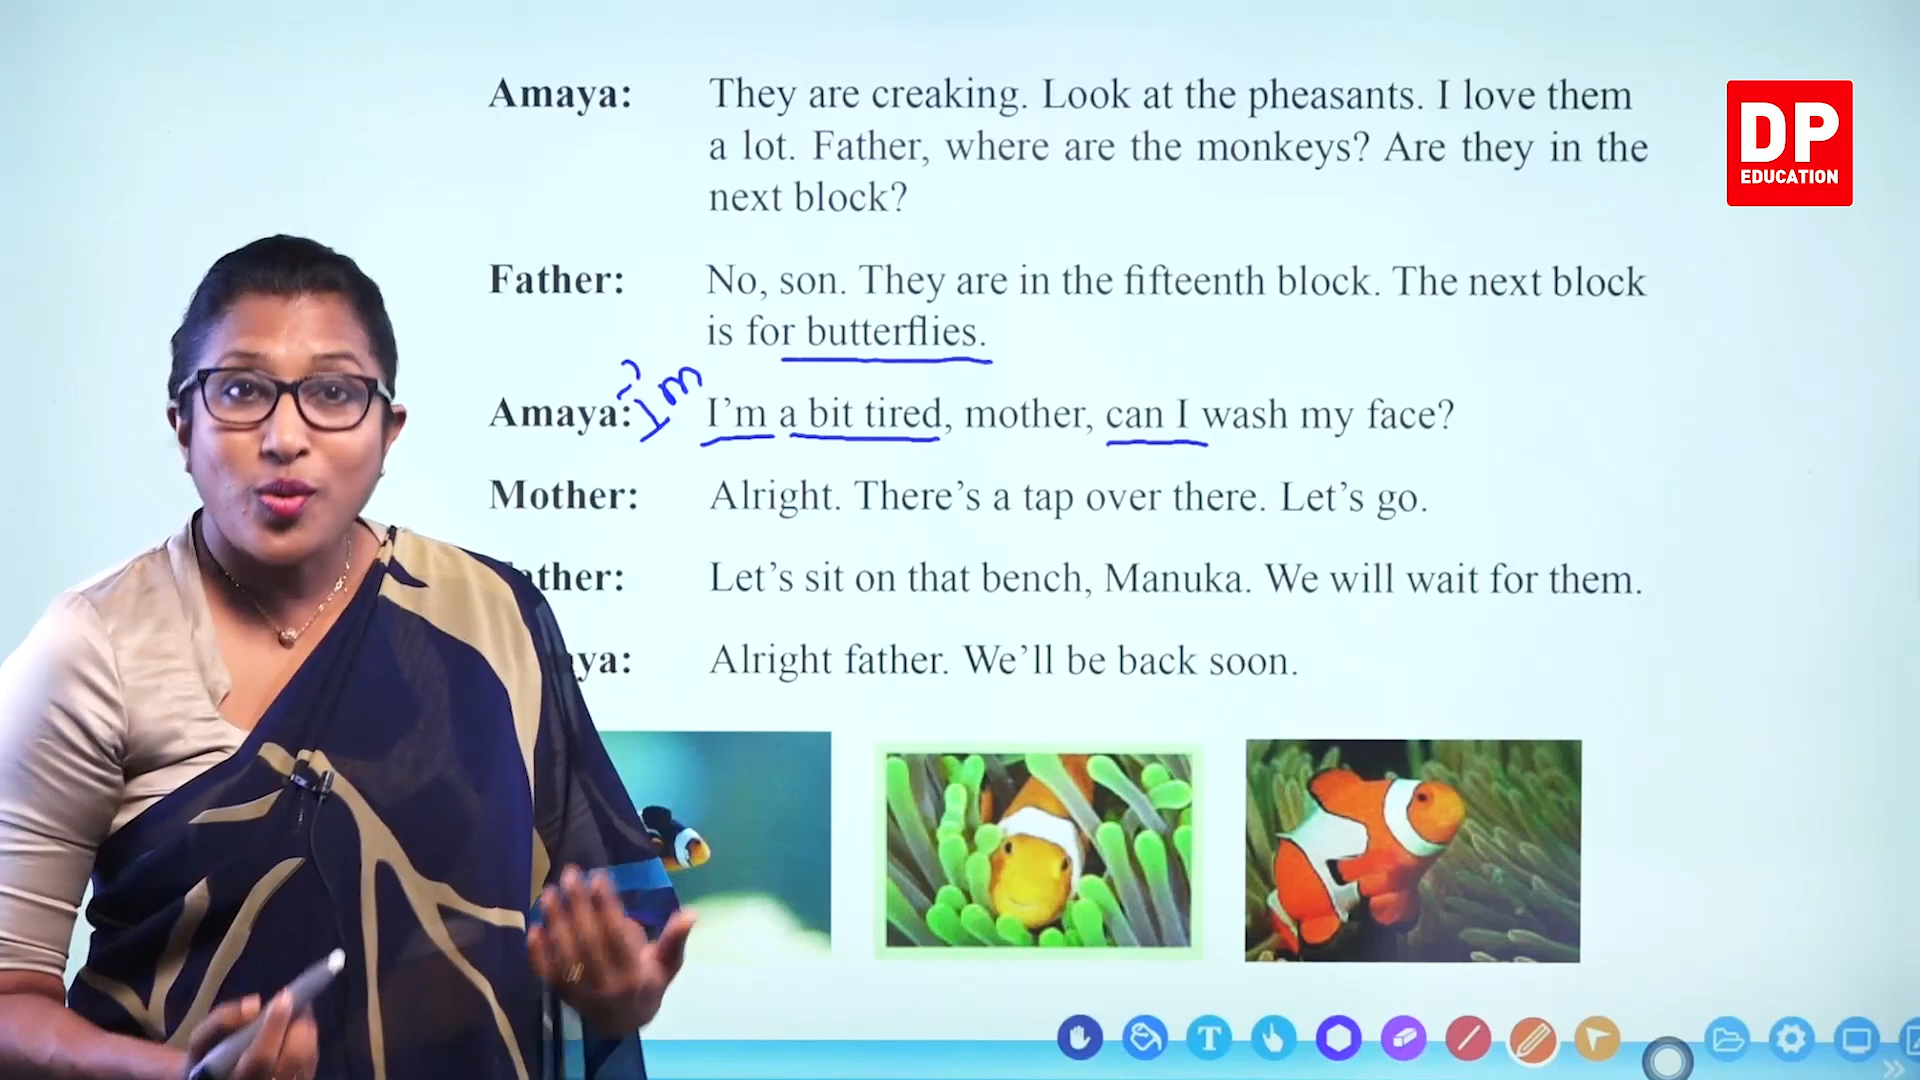 Amaya: They are creaking. Look at the pheasants. I love them
a lot. Father, where are the monkeys? Are they in the
next block?
DP
EDUCATION
Father: No, son. They are in the fifteenth block. The next block
is for butterflies.
I'm
Amaya: I'm a bit tired, mother, can I wash my face?
Mother: Alright. There's a tap over there. Let's go.
ather: Let's sit on that bench, Manuka. We will wait for them.
ya: Alright father. We'll be back soon.
T